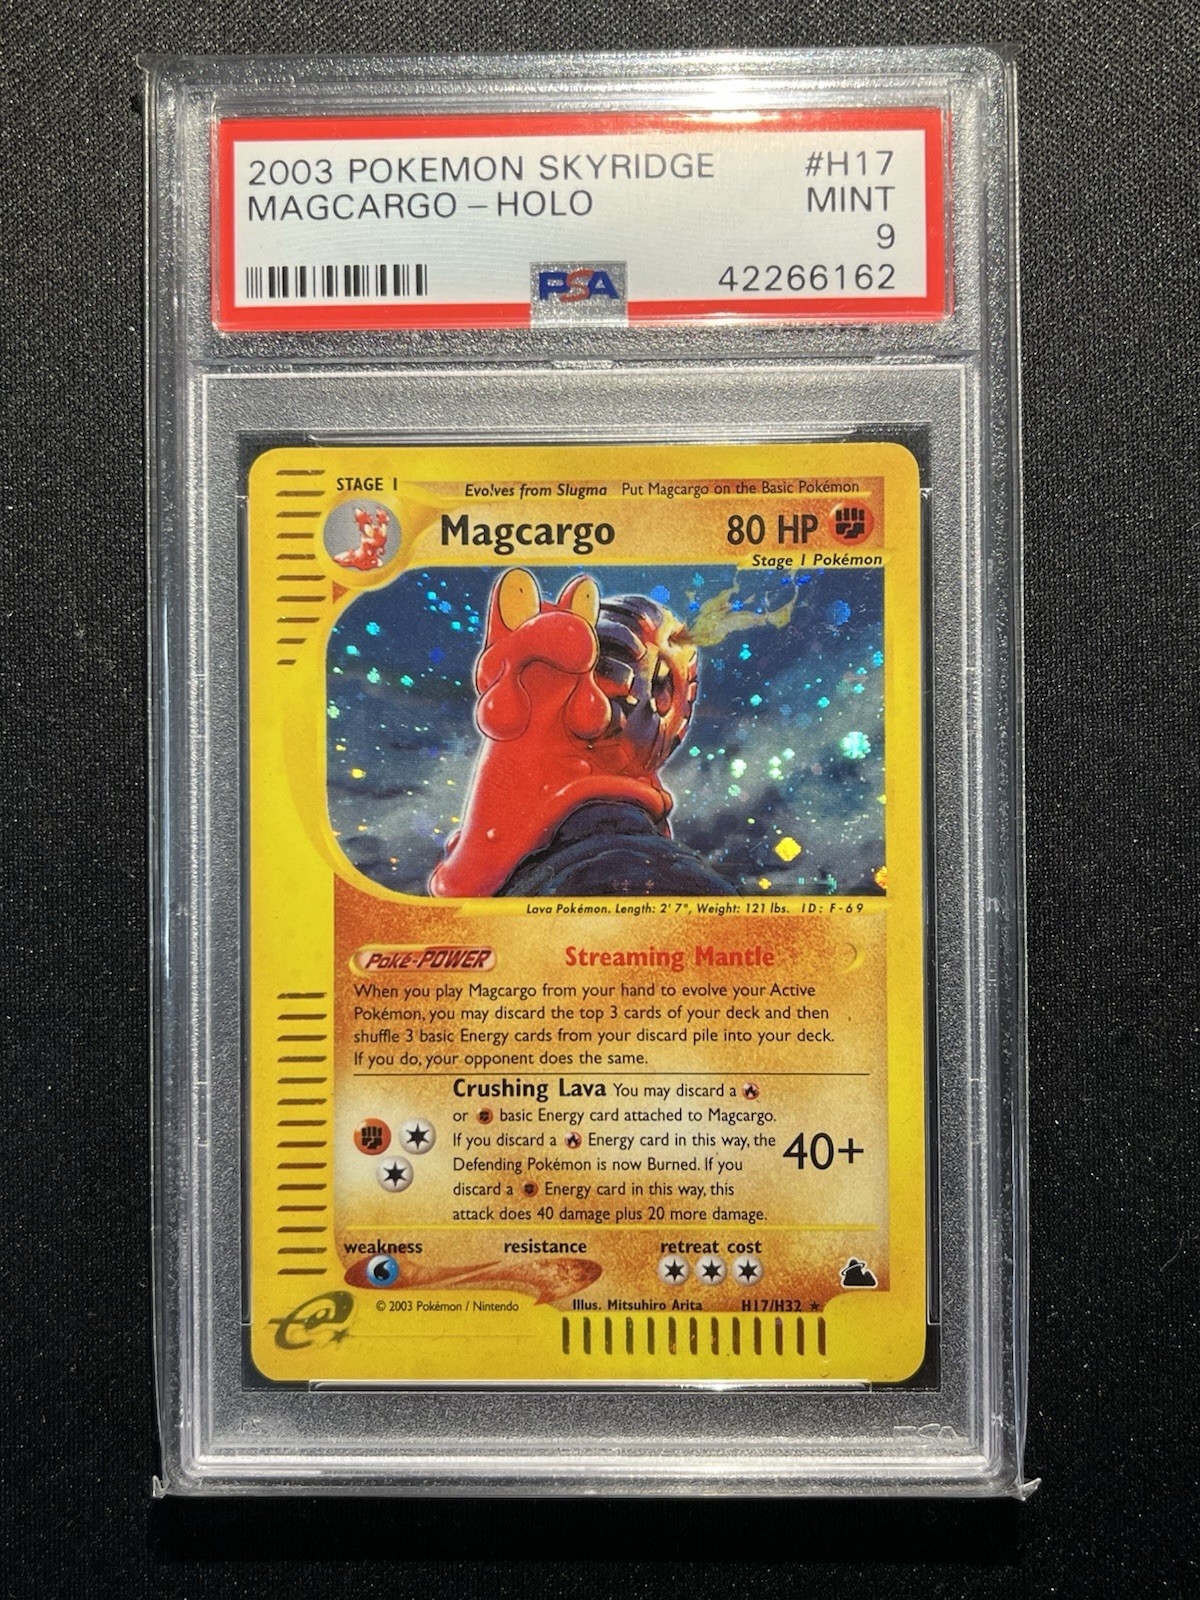 2003 POKEMON SKYRIDGE #H17
MAGCARGO - HOLO MINT
9
PSA 42266162
STAGE 1 Evolves from Slugma Put Magcargo on the Basic Pokémon
Magcargo 80 HP
Stage 1 Pokémon
Lava Pokémon. Length: 2' 7", Weight: 121 lbs. ID: F-69
Poké-POWER Streaming Mantle
When you play Magcargo from your hand to evolve your Active
Pokémon, you may discard the top 3 cards of your deck and then
shuffle 3 basic Energy cards from your discard pile into your deck.
If you do, your opponent does the same.
Crushing Lava You may discard a
or basic Energy card attached to Magcargo.
If you discard a Energy card in this way, the
Defending Pokémon is now Burned. If you
discard a Energy card in this way, this
attack does 40 damage plus 20 more damage.
40+
weakness resistance retreat cost
© 2003 Pokémon / Nintendo Illus. Mitsuhiro Arita H17/H32 ★
e
PSA